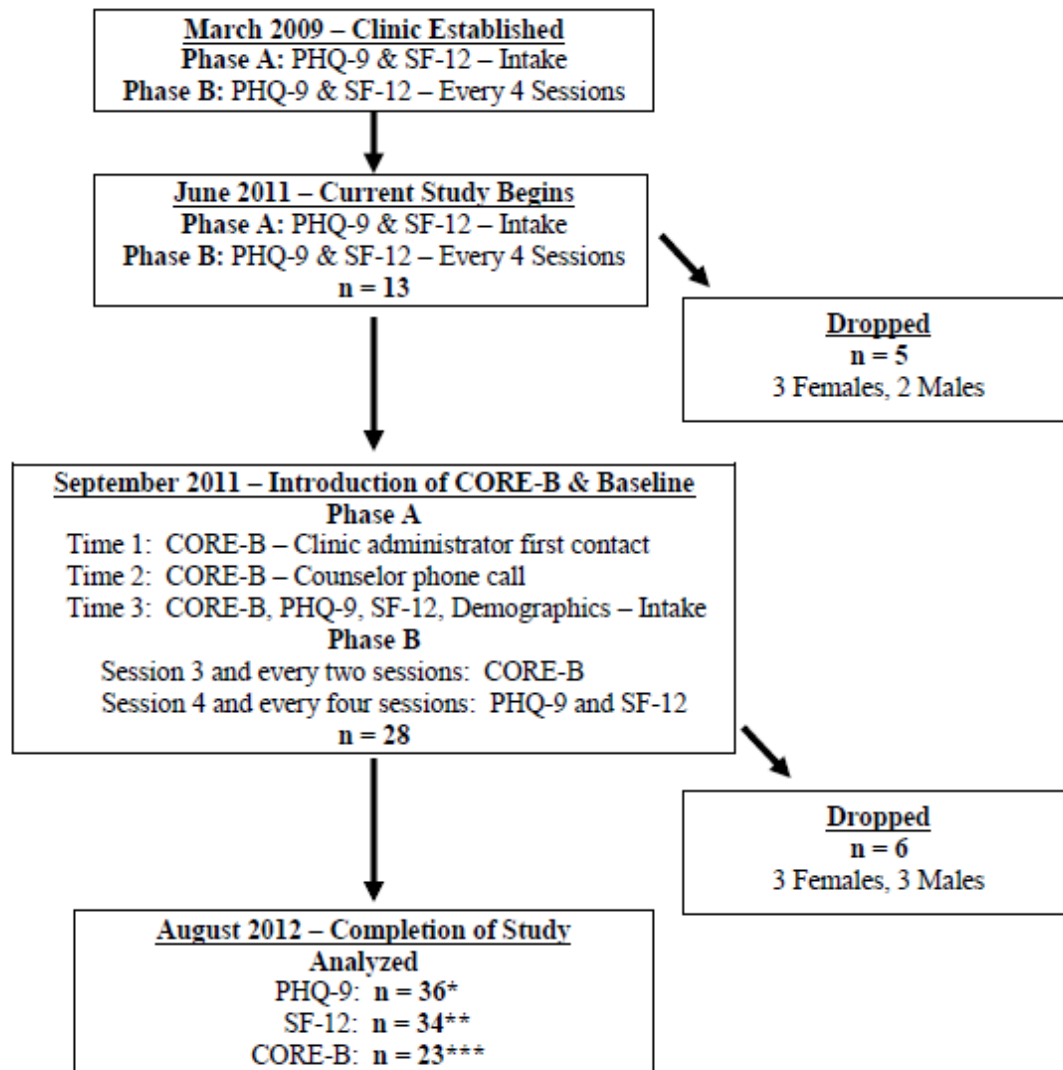 March 2009 – Clinic Established
Phase A: PHQ-9 & SF-12 – Intake
Phase B: PHQ-9 & SF-12 – Every 4 Sessions
June 2011 – Current Study Begins
Phase A: PHQ-9 & SF-12 – Intake
Phase B: PHQ-9 & SF-12 – Every 4 Sessions
n = 13
Dropped
n = 5
3 Females, 2 Males
September 2011 – Introduction of CORE-B & Baseline
Phase A
Time 1: CORE-B – Clinic administrator first contact
Time 2: CORE-B – Counselor phone call
Time 3: CORE-B, PHQ-9, SF-12, Demographics – Intake
Phase B
Session 3 and every two sessions: CORE-B
Session 4 and every four sessions: PHQ-9 and SF-12
n = 28
Dropped
n = 6
3 Females, 3 Males
August 2012 – Completion of Study
Analyzed
PHQ-9: n = 36*
SF-12: n = 34**
CORE-B: n = 23***